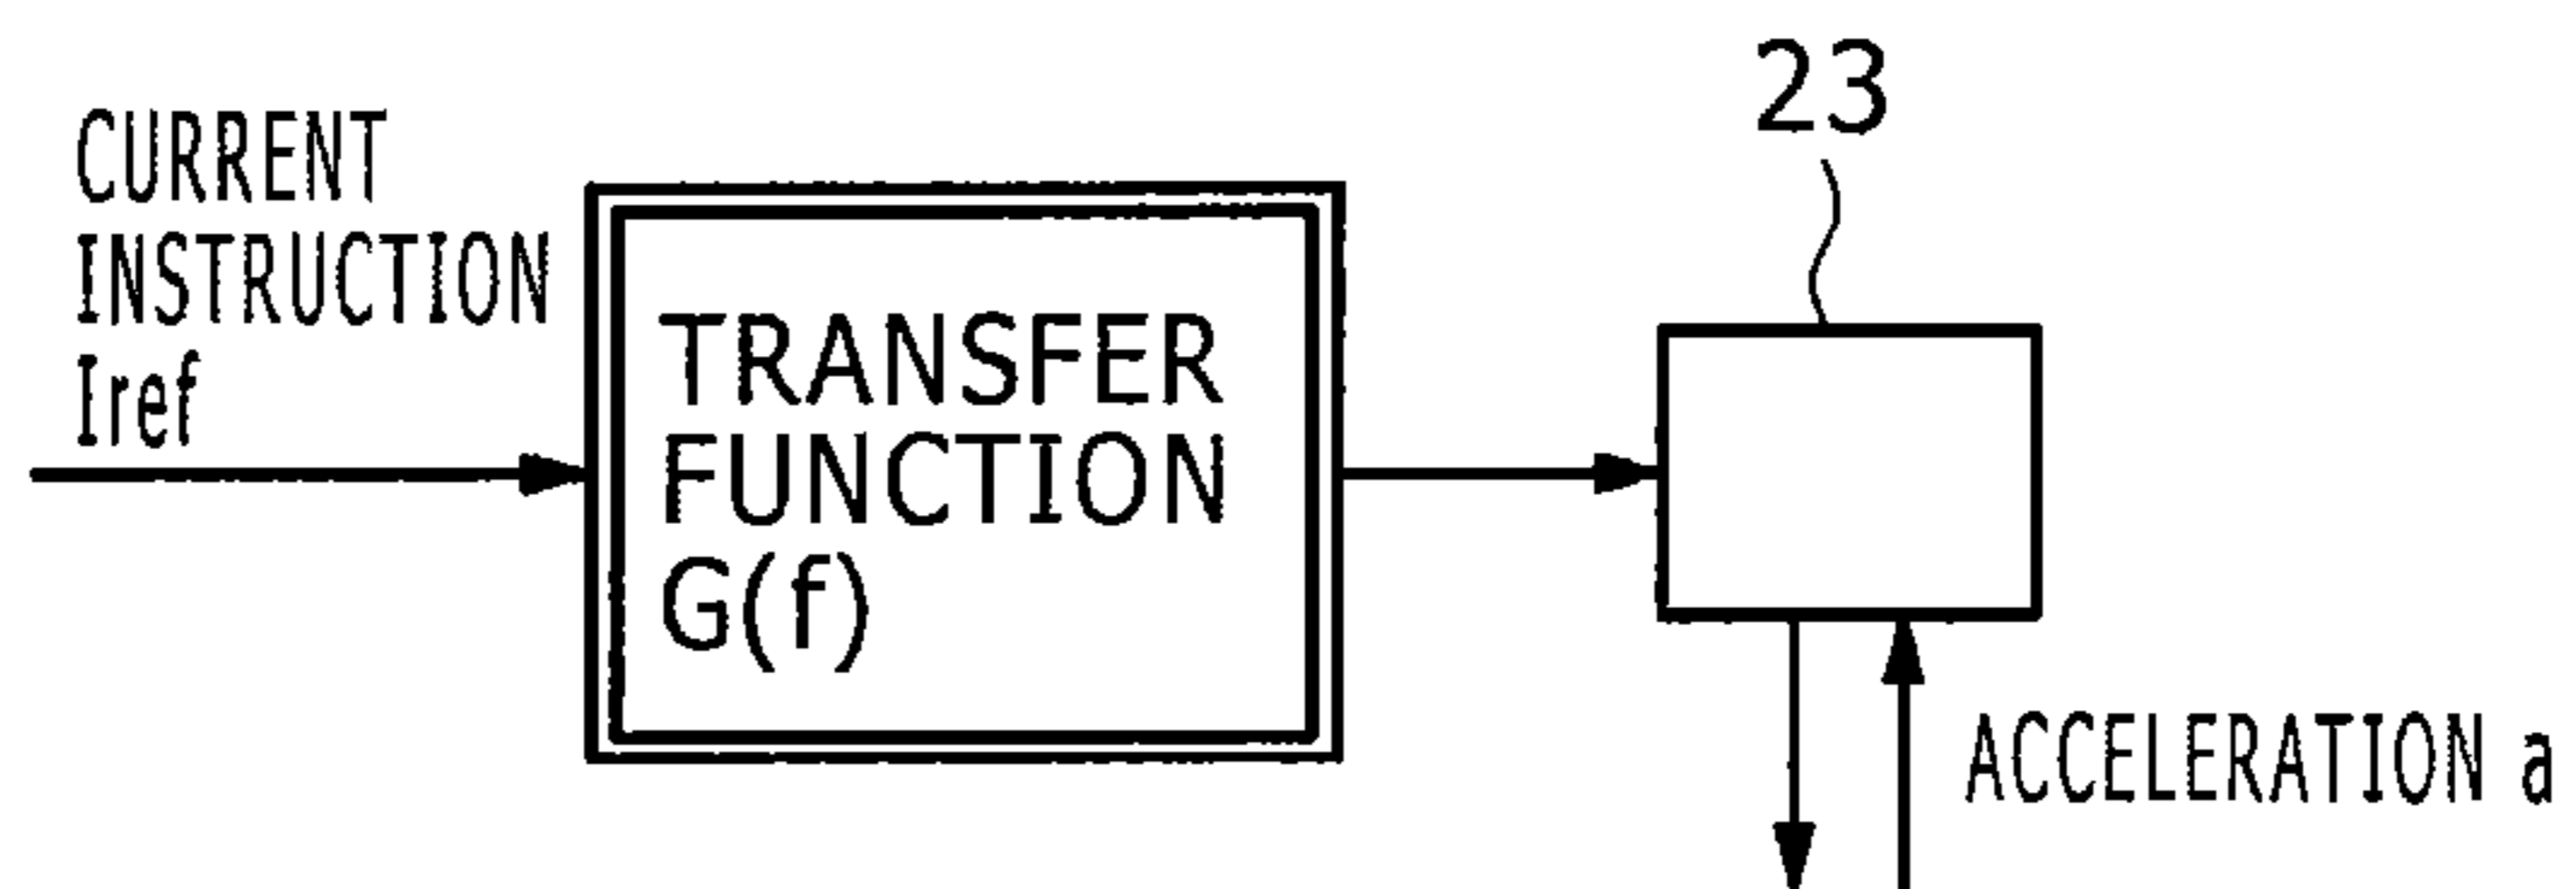 CURRENT
INSTRUCTION
Iref
TRANSFER
FUNCTION
G(f)
23
ACCELERATION a